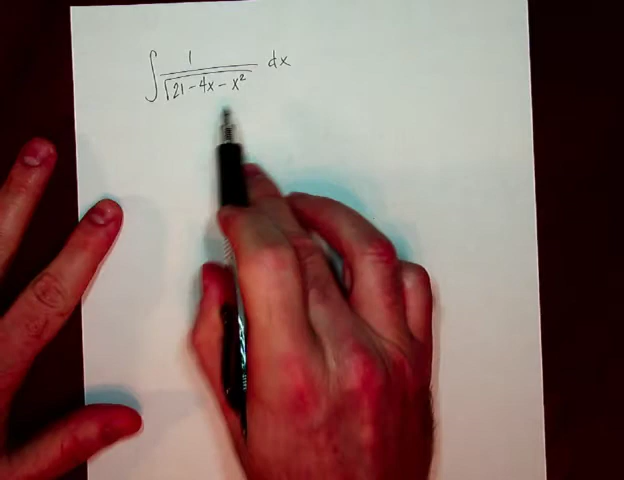 ∫ 1/√(21 - 4x - x²) dx